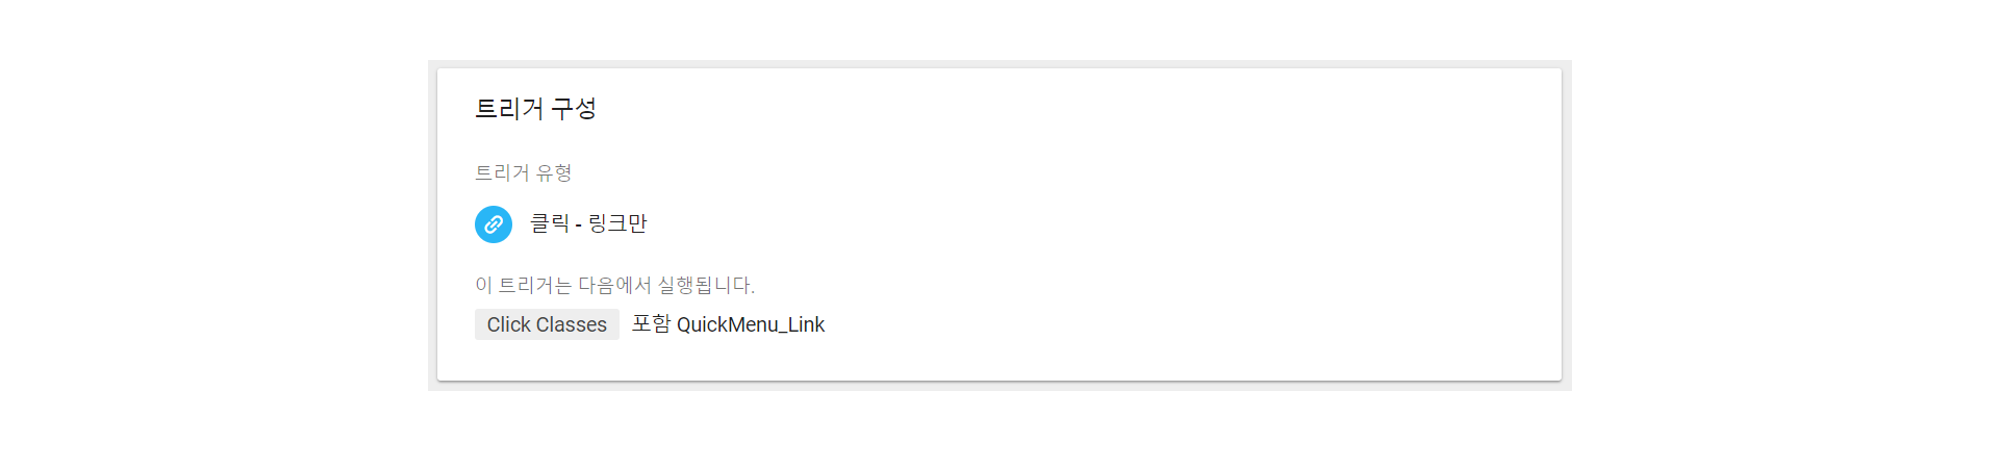 트리거 구성
트리거 유형
클릭 - 링크만
이 트리거는 다음에서 실행됩니다.
Click Classes 포함 QuickMenu_Link